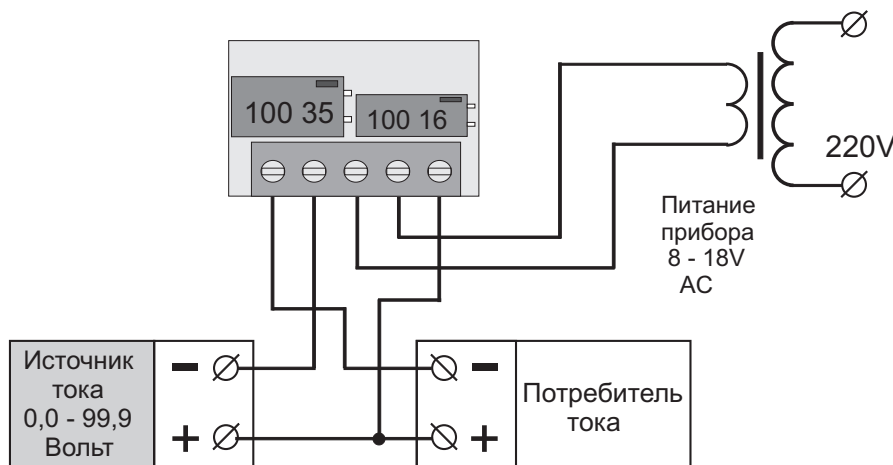 100 35
100 16
220V
Питание
прибора
8 - 18V
AC
Источник
тока
0,0 - 99,9
Вольт
−
+
−
+
Потребитель
тока